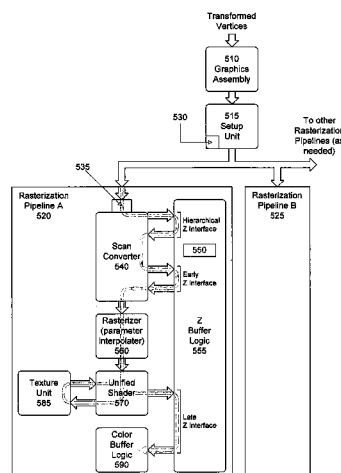 Transformed
Vertices
510
Graphics
Assembly
530
515
Setup
Unit
To other
Rasterization
Pipelines (as
needed)
535
Rasterization
Pipeline A
520
Rasterization
Pipeline B
525
Hierarchical
Z Interface
Scan
Converter
540
550
Early
Z Interface
Rasterizer
(parameter
interpolater)
560
Z
Buffer
Logic
555
Texture
Unit
585
Unified
Shader
570
Late
Z Interface
Color
Buffer
Logic
590